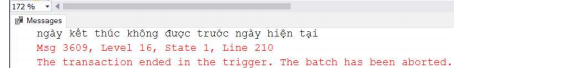 172 %
Messages
ngày kết thúc không được trước ngày hiện tại
Msg 3609, Level 16, State 1, Line 210
The transaction ended in the trigger. The batch has been aborted.